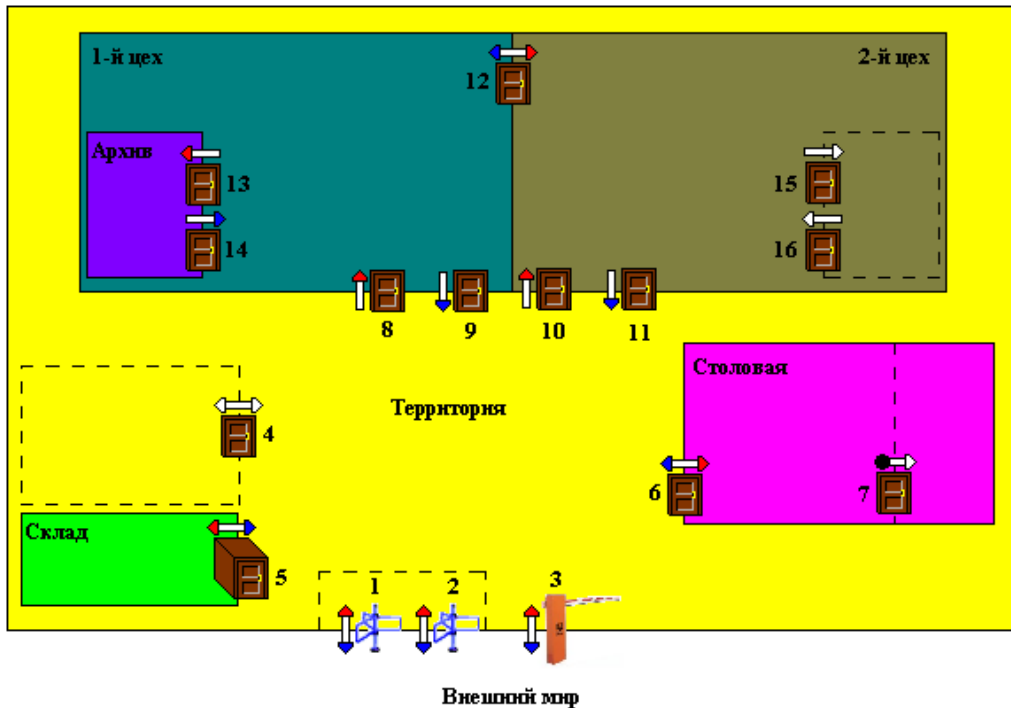 1-й цех
12
2-й цех
Архив
13
15
14
16
8
9
10
11
Столовая
Территория
4
6
7
Склад
5
1
2
3
Внешний мир